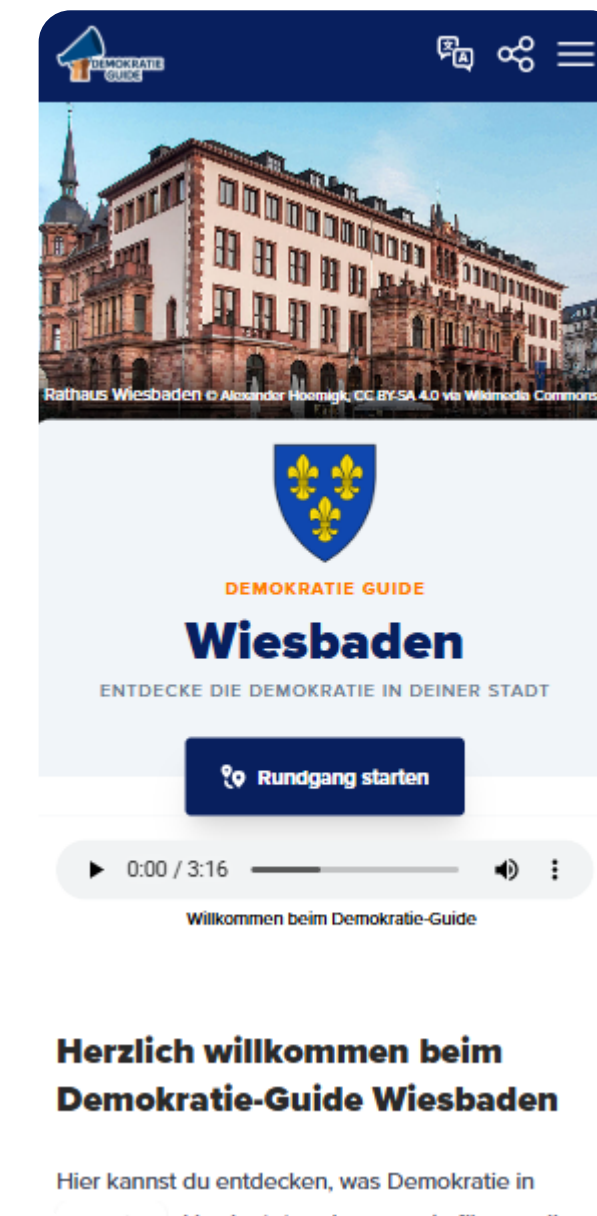 DEMOKRATIE
GUIDE
Rathaus Wiesbaden © Alexander Hoernigk, CC BY-SA 4.0 via Wikimedia Commons
DEMOKRATIE GUIDE
Wiesbaden
ENTDECKE DIE DEMOKRATIE IN DEINER STADT
Rundgang starten
0:00 / 3:16
Willkommen beim Demokratie-Guide
Herzlich willkommen beim
Demokratie-Guide Wiesbaden
Hier kannst du entdecken, was Demokratie in